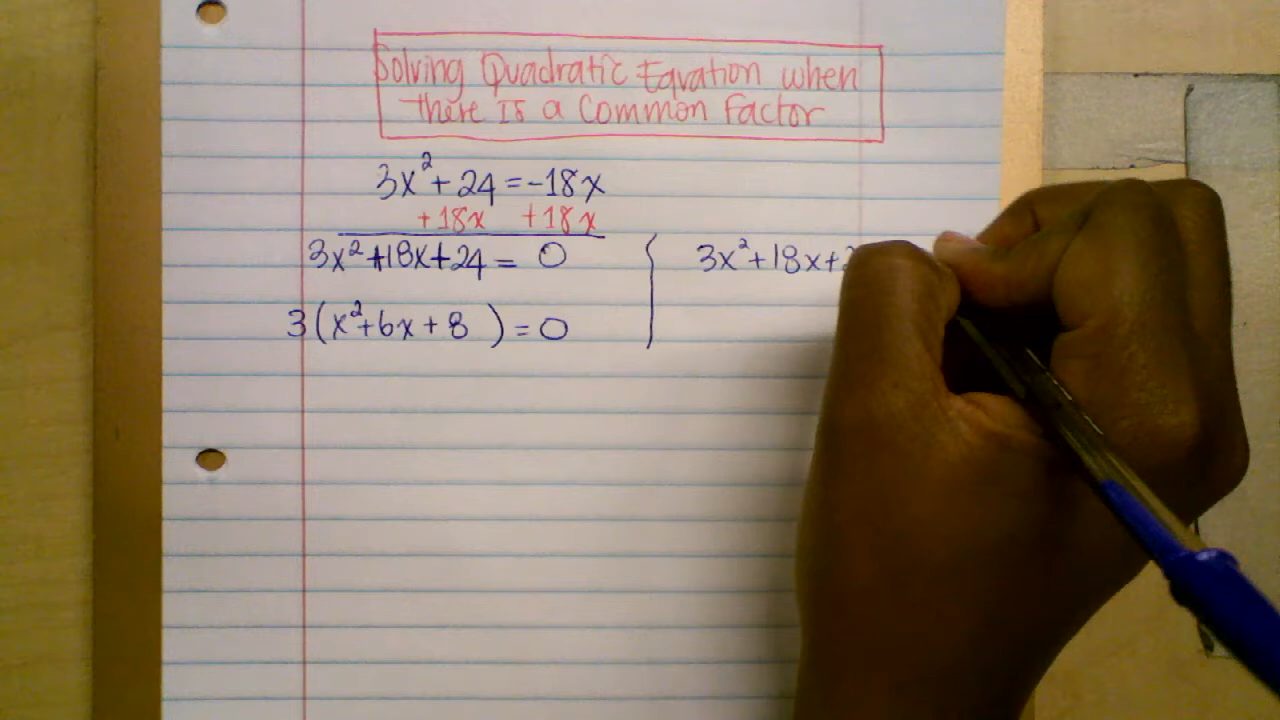 Solving Quadratic Equation when
there Is a Common Factor
3x² + 24 = -18x
+18x +18x
3x² + 18x + 24 = 0
3(x² + 6x + 8 ) = 0
3x² + 18x +